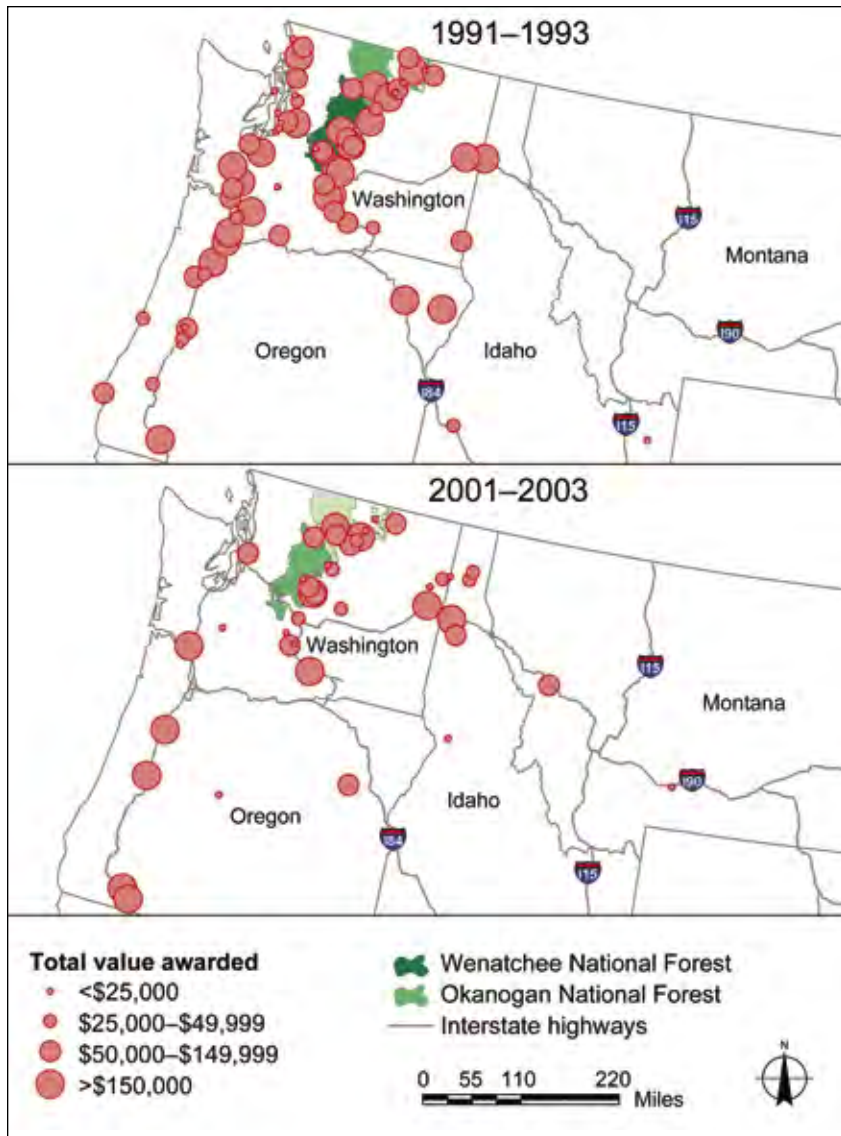 1991–1993
I15
Washington
Montana
I90
Oregon
Idaho
I84
I15
2001–2003
Washington
I15
Montana
I90
Idaho
Oregon
I84
I15
Total value awarded
<$25,000
$25,000–$49,999
$50,000–$149,999
>$150,000
Wenatchee National Forest
Okanogan National Forest
Interstate highways
0 55 110 220
Miles
N